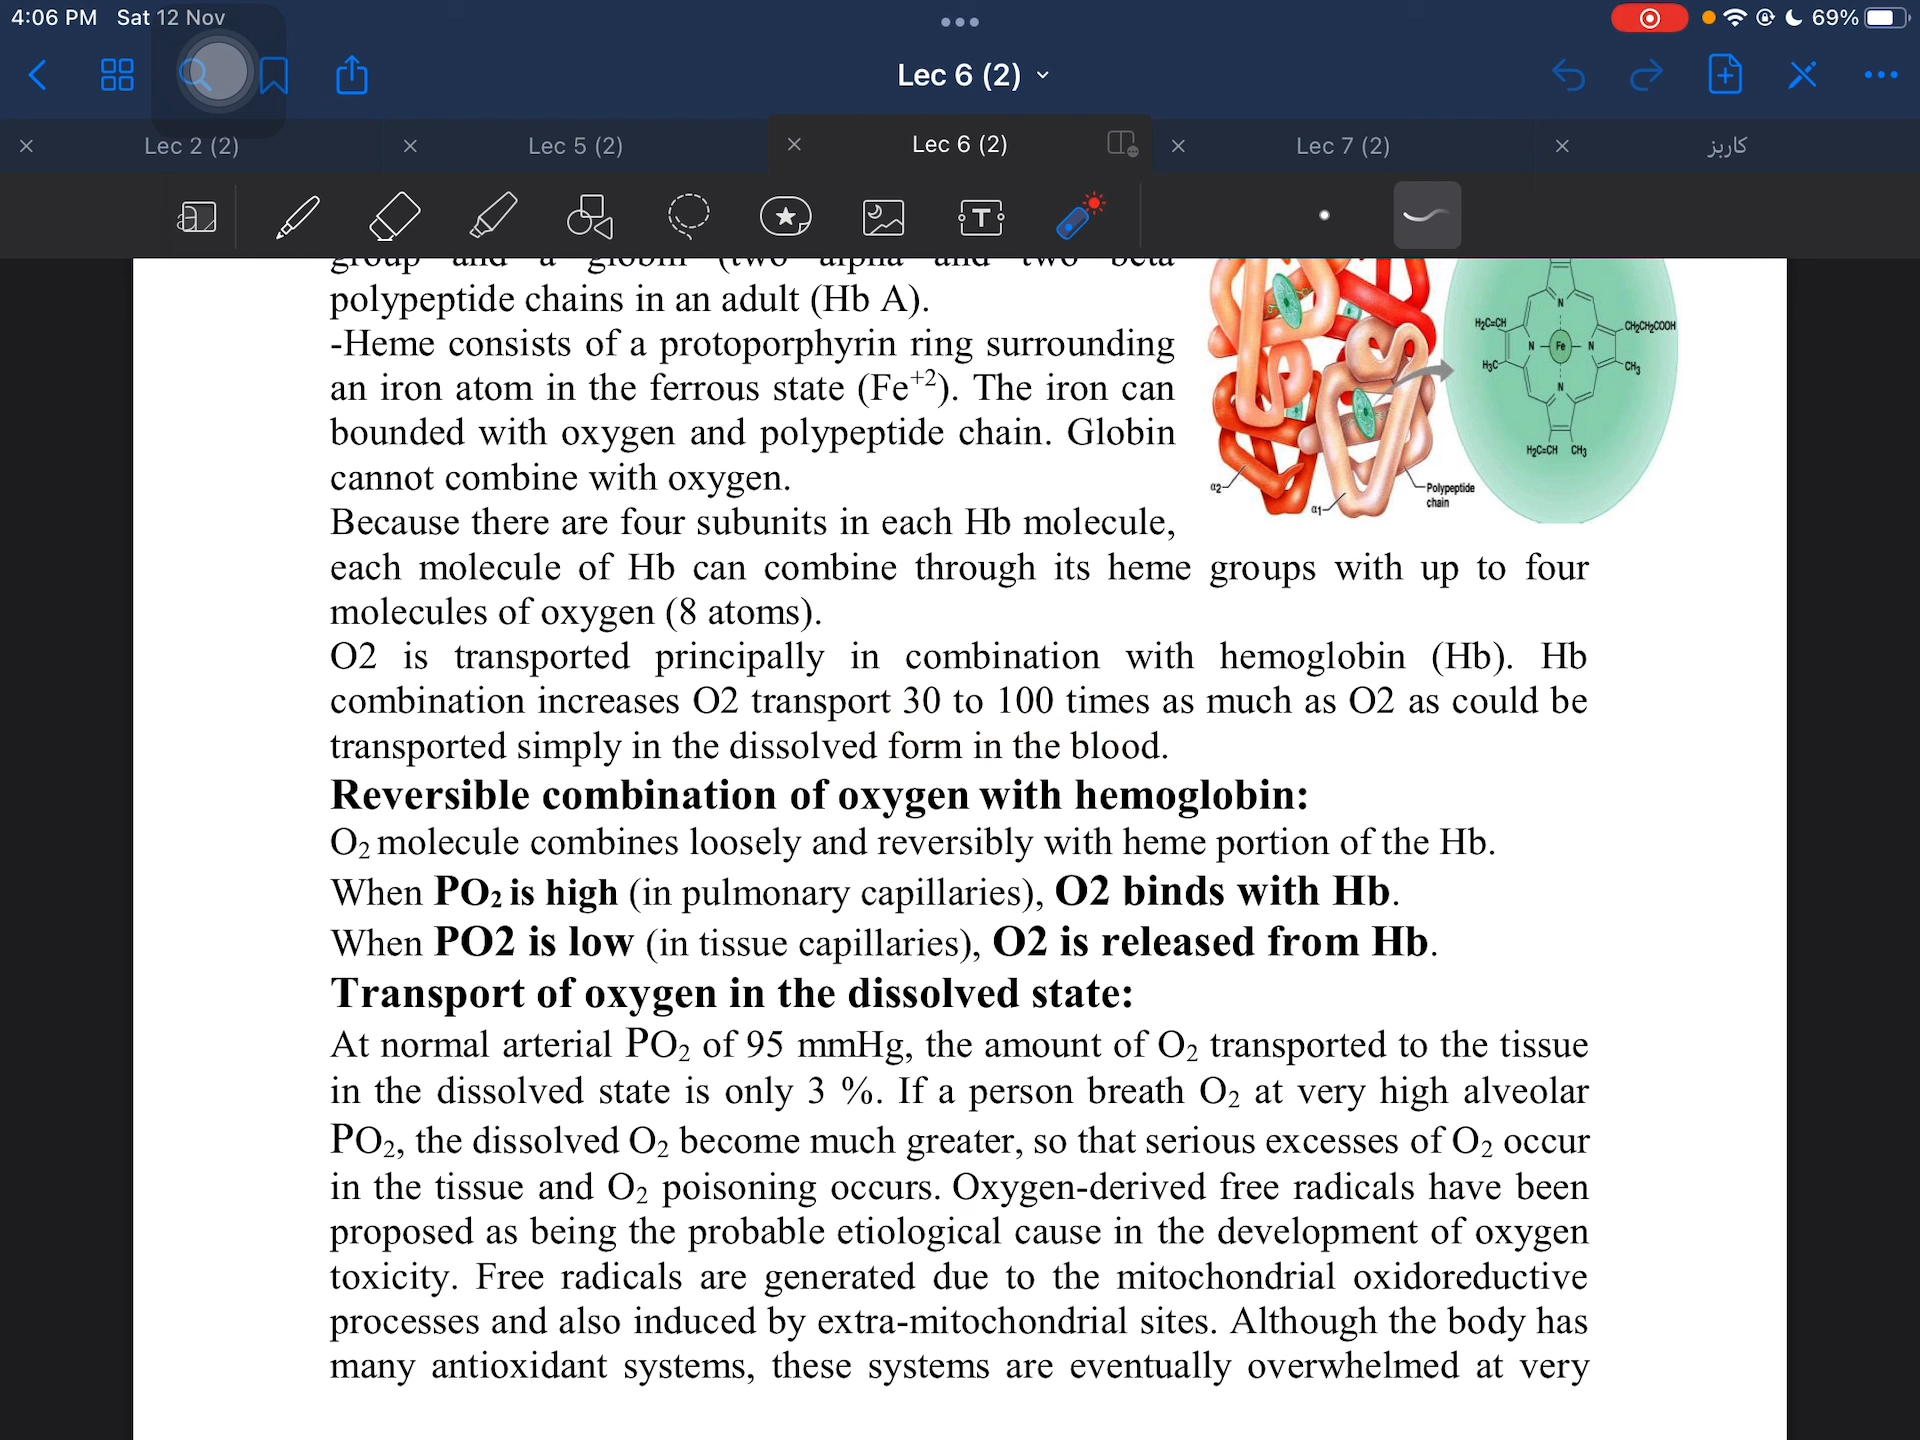 4:06 PM Sat 12 Nov
69%
Lec 6 (2)
Lec 2 (2)
Lec 5 (2)
Lec 6 (2)
Lec 7 (2)
كاربز
group and a globin (two alpha and two beta
polypeptide chains in an adult (Hb A).
-Heme consists of a protoporphyrin ring surrounding
an iron atom in the ferrous state (Fe⁺²). The iron can
bounded with oxygen and polypeptide chain. Globin
cannot combine with oxygen.
Because there are four subunits in each Hb molecule,
each molecule of Hb can combine through its heme groups with up to four
molecules of oxygen (8 atoms).
O2 is transported principally in combination with hemoglobin (Hb). Hb
combination increases O2 transport 30 to 100 times as much as O2 as could be
transported simply in the dissolved form in the blood.
Reversible combination of oxygen with hemoglobin:
O₂ molecule combines loosely and reversibly with heme portion of the Hb.
When PO₂ is high (in pulmonary capillaries), O2 binds with Hb.
When PO2 is low (in tissue capillaries), O2 is released from Hb.
Transport of oxygen in the dissolved state:
At normal arterial PO₂ of 95 mmHg, the amount of O₂ transported to the tissue
in the dissolved state is only 3 %. If a person breath O₂ at very high alveolar
PO₂, the dissolved O₂ become much greater, so that serious excesses of O₂ occur
in the tissue and O₂ poisoning occurs. Oxygen-derived free radicals have been
proposed as being the probable etiological cause in the development of oxygen
toxicity. Free radicals are generated due to the mitochondrial oxidoreductive
processes and also induced by extra-mitochondrial sites. Although the body has
many antioxidant systems, these systems are eventually overwhelmed at very
H₂C=CH
CH₂CH₂COOH
N
N
Fe
N
H₃C
CH₃
N
H₂C=CH
CH₃
α2
α1
Polypeptide
chain